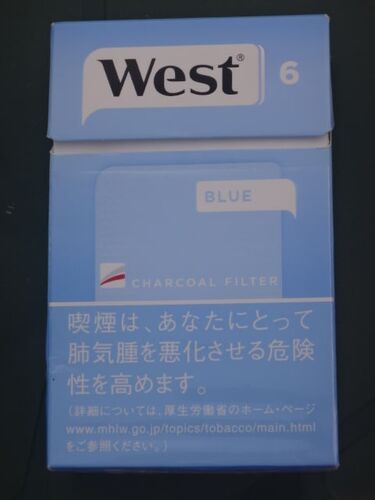 West® 6
BLUE
CHARCOAL FILTER
喫煙は、あなたにとって
肺気腫を悪化させる危険
性を高めます。
(詳細については、厚生労働省のホーム・ページ
www.mhlw.go.jp/topics/tobacco/main.html
をご参照ください。)